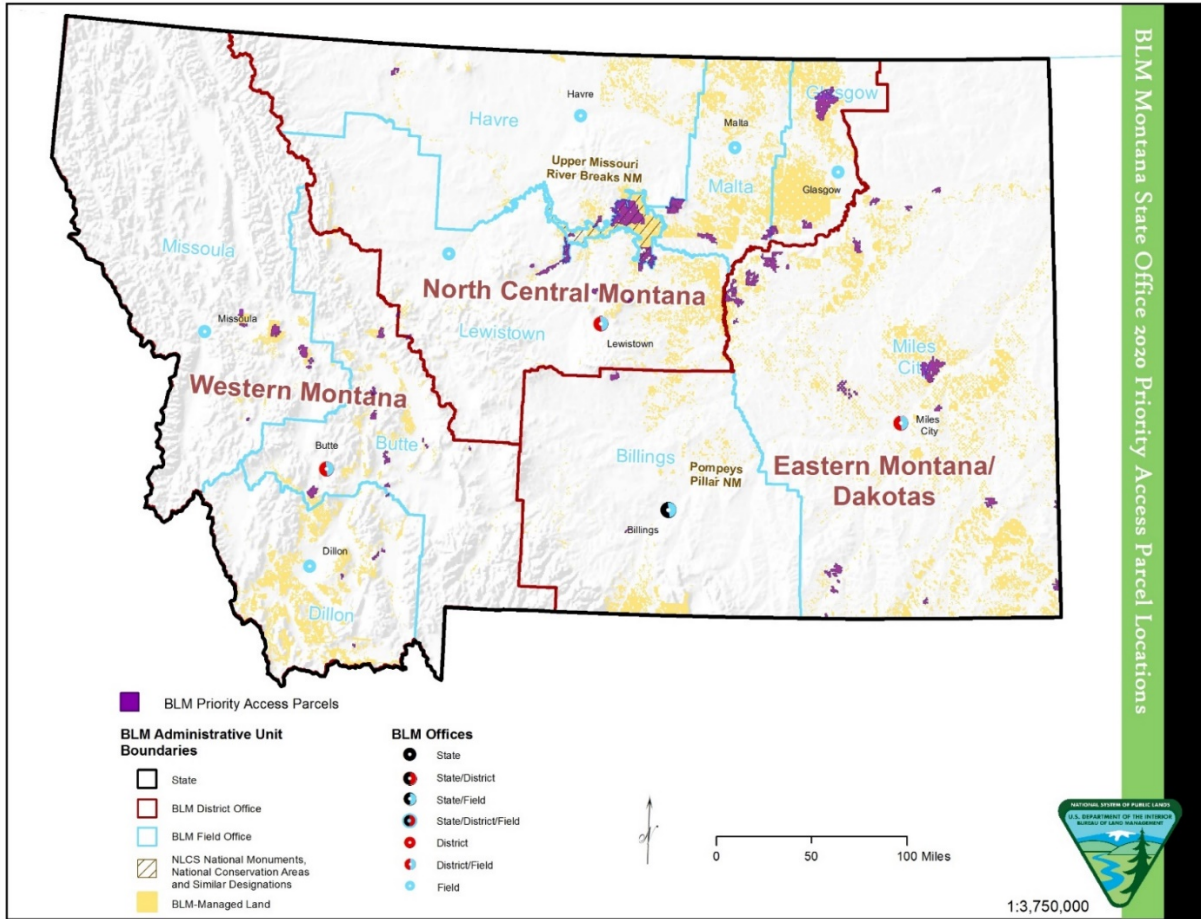 BLM Montana State Office 2020 Priority Access Parcel Locations
Havre
Havre
Glasgow
Malta
Upper Missouri
River Breaks NM
Malta
Glasgow
Missoula
North Central Montana
Missoula
Lewistown
Lewistown
Miles
City
Western Montana
Miles
City
Butte
Butte
Billings
Pompeys
Pillar NM
Eastern Montana/
Dakotas
Billings
Dillon
Dillon
BLM Priority Access Parcels
BLM Administrative Unit
Boundaries
State
BLM District Office
BLM Field Office
NLCS National Monuments,
National Conservation Areas
and Similar Designations
BLM-Managed Land
BLM Offices
State
State/District
State/Field
State/District/Field
District
District/Field
Field
N
0 50 100 Miles
1:3,750,000
NATIONAL SYSTEM OF PUBLIC LANDS
U.S. DEPARTMENT OF THE INTERIOR
BUREAU OF LAND MANAGEMENT